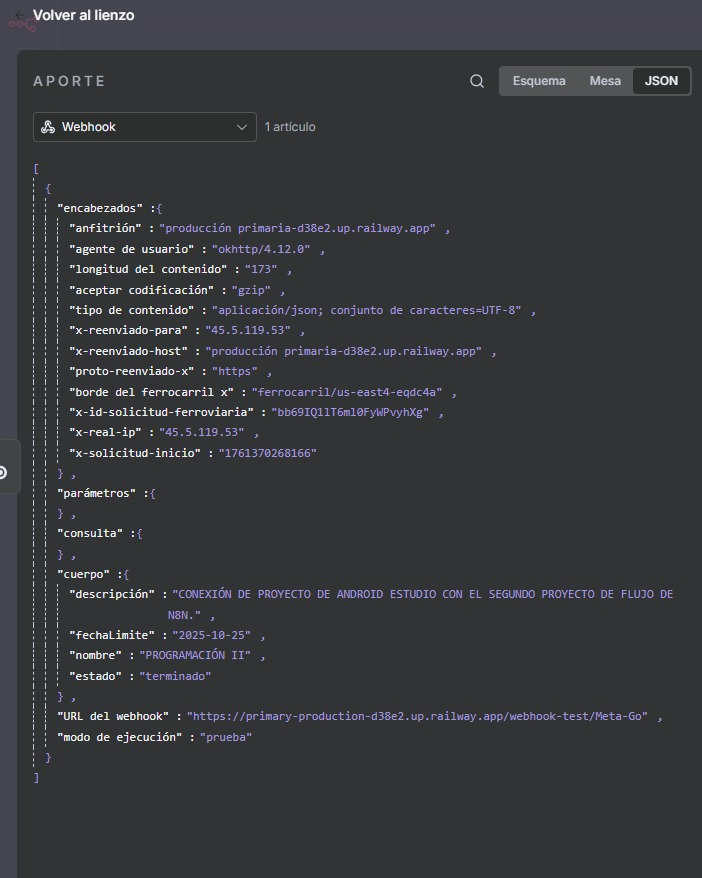 Volver al lienzo
APORTE
Esquema Mesa JSON
Webhook 1 artículo
[
{
"encabezados" :{
"anfitrión" : "producción primaria-d38e2.up.railway.app" ,
"agente de usuario" : "okhttp/4.12.0" ,
"longitud del contenido" : "173" ,
"aceptar codificación" : "gzip" ,
"tipo de contenido" : "aplicación/json; conjunto de caracteres=UTF-8" ,
"x-reenviado-para" : "45.5.119.53" ,
"x-reenviado-host" : "producción primaria-d38e2.up.railway.app" ,
"proto-reenviado-x" : "https" ,
"borde del ferrocarril x" : "ferrocarril/us-east4-eqdc4a" ,
"x-id-solicitud-ferroviaria" : "bb69IQ1lT6ml0FyWPvyhXg" ,
"x-real-ip" : "45.5.119.53" ,
"x-solicitud-inicio" : "1761370268166"
} ,
"parámetros" :{
} ,
"consulta" :{
} ,
"cuerpo" :{
"descripción" : "CONEXIÓN DE PROYECTO DE ANDROID ESTUDIO CON EL SEGUNDO PROYECTO DE FLUJO DE
N8N." ,
"fechaLimite" : "2025-10-25" ,
"nombre" : "PROGRAMACIÓN II" ,
"estado" : "terminado"
} ,
"URL del webhook" : "https://primary-production-d38e2.up.railway.app/webhook-test/Meta-Go" ,
"modo de ejecución" : "prueba"
}
]